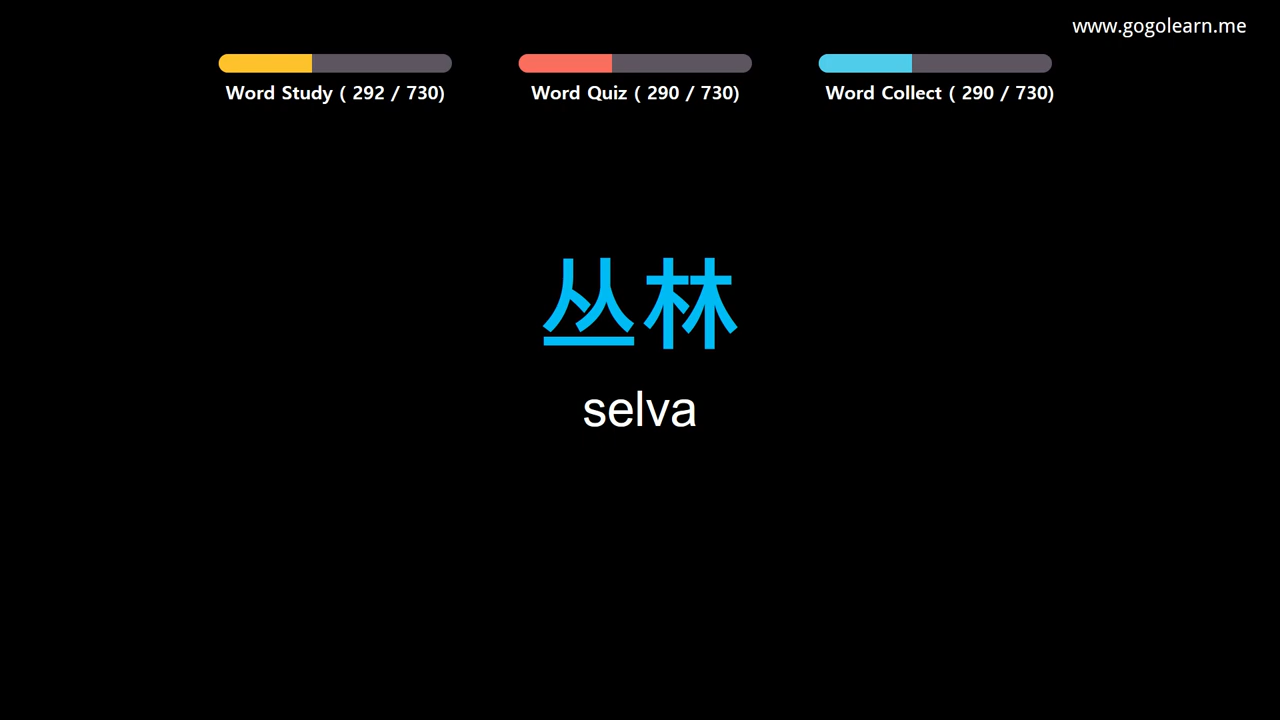 www.gogolearn.me
Word Study ( 292 / 730)
Word Quiz ( 290 / 730)
Word Collect ( 290 / 730)
丛林
selva